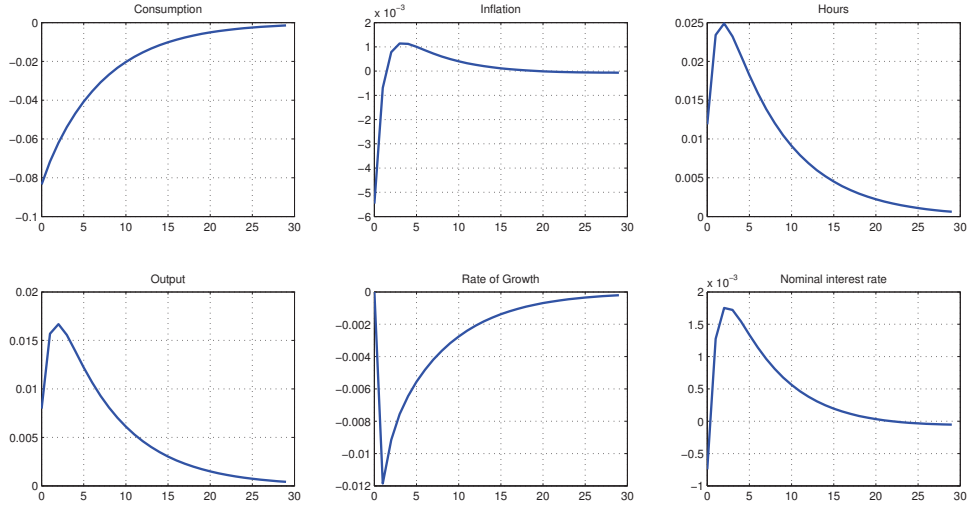 Consumption
0
−0.02
−0.04
−0.06
−0.08
−0.1
0 5 10 15 20 25 30
Inflation
x 10⁻³
2
1
0
−1
−2
−3
−4
−5
−6
0 5 10 15 20 25 30
Hours
0.025
0.02
0.015
0.01
0.005
0
0 5 10 15 20 25 30
Output
0.02
0.015
0.01
0.005
0
0 5 10 15 20 25 30
Rate of Growth
0
−0.002
−0.004
−0.006
−0.008
−0.01
−0.012
0 5 10 15 20 25 30
Nominal interest rate
x 10⁻³
2
1.5
1
0.5
0
−0.5
−1
0 5 10 15 20 25 30